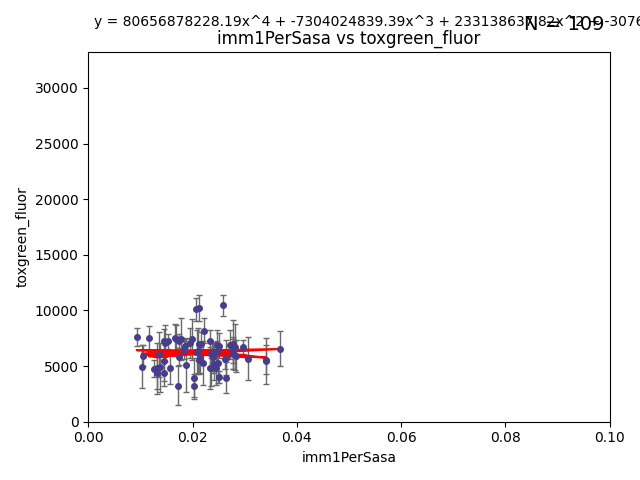 y = 80656878228.19x^4 + -7304024839.39x^3 + 233138637.82x^2 + -3076
N = 109
imm1PerSasa vs toxgreen_fluor
30000
25000
20000
15000
10000
5000
0
toxgreen_fluor
0.00 0.02 0.04 0.06 0.08 0.10
imm1PerSasa